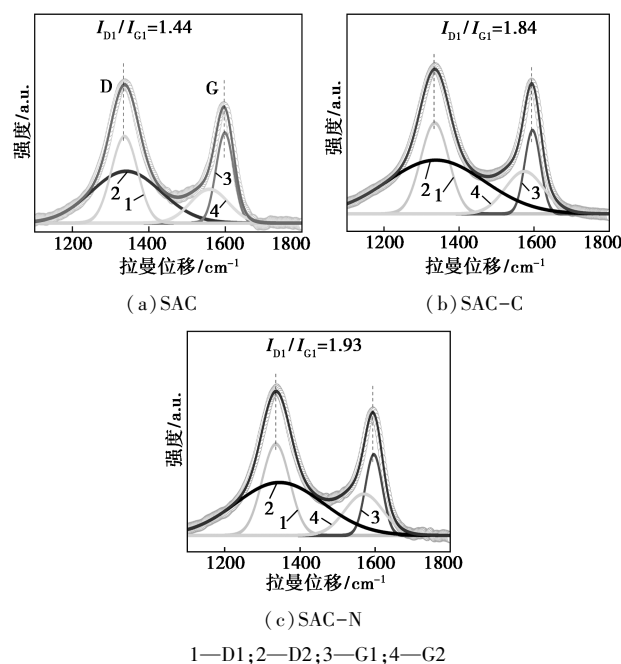 I_D1/I_G1=1.44
D
G
强度/a.u.
2
1
3
4
1200 1400 1600 1800
拉曼位移/cm⁻¹
(a)SAC
I_D1/I_G1=1.84
强度/a.u.
2
1
4
3
1200 1400 1600 1800
拉曼位移/cm⁻¹
(b)SAC-C
I_D1/I_G1=1.93
强度/a.u.
2
1
4
3
1200 1400 1600 1800
拉曼位移/cm⁻¹
(c)SAC-N
1—D1;2—D2;3—G1;4—G2